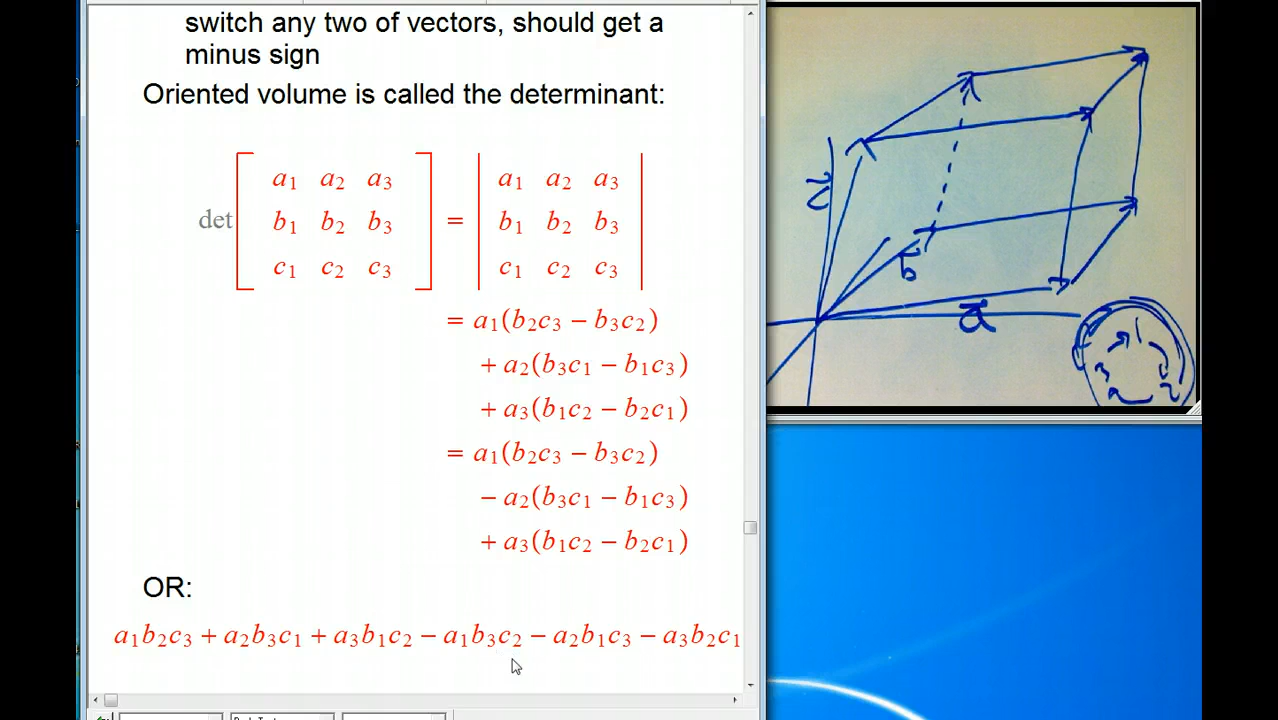 switch any two of vectors, should get a
minus sign
Oriented volume is called the determinant:
det [ a₁ a₂ a₃ ] = | a₁ a₂ a₃ |
b₁ b₂ b₃ b₁ b₂ b₃
c₁ c₂ c₃ c₁ c₂ c₃
= a₁(b₂c₃ − b₃c₂)
+ a₂(b₃c₁ − b₁c₃)
+ a₃(b₁c₂ − b₂c₁)
= a₁(b₂c₃ − b₃c₂)
− a₂(b₃c₁ − b₁c₃)
+ a₃(b₁c₂ − b₂c₁)
OR:
a₁b₂c₃ + a₂b₃c₁ + a₃b₁c₂ − a₁b₃c₂ − a₂b₁c₃ − a₃b₂c₁
c
b
a
1
3 2